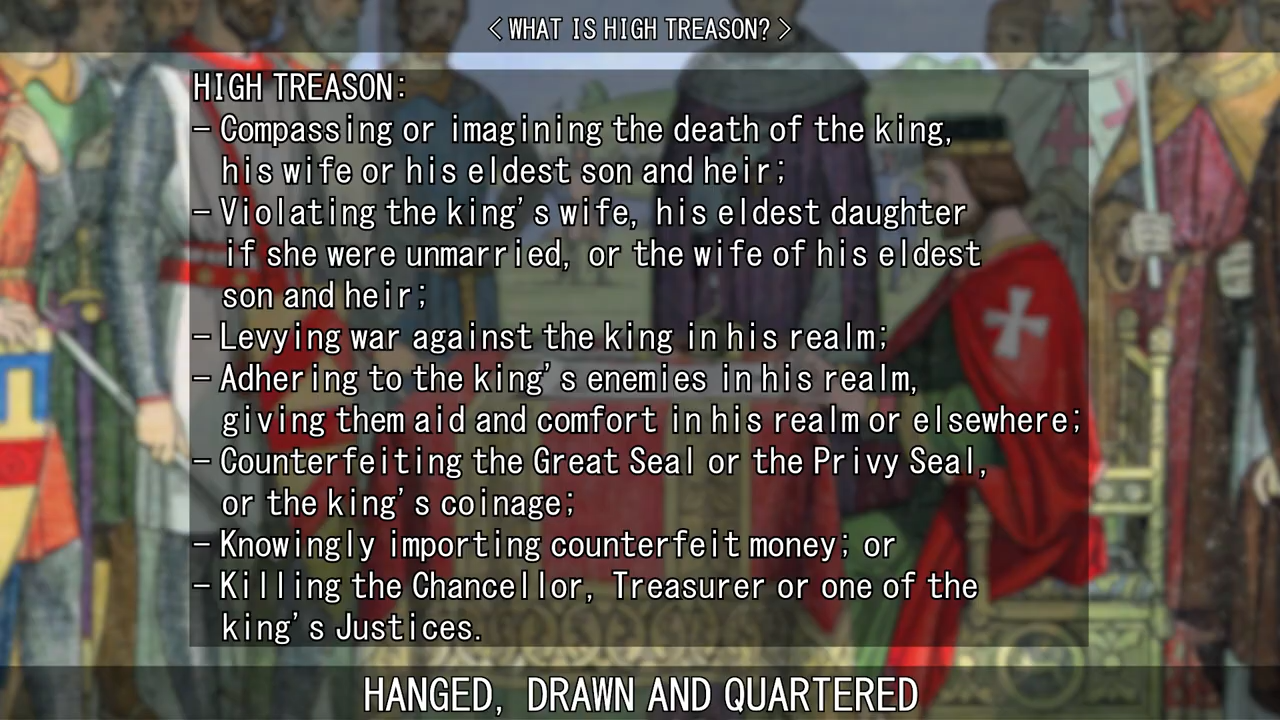 < WHAT IS HIGH TREASON? >
HIGH TREASON:
– Compassing or imagining the death of the king,
his wife or his eldest son and heir;
– Violating the king's wife, his eldest daughter
if she were unmarried, or the wife of his eldest
son and heir;
– Levying war against the king in his realm;
– Adhering to the king's enemies in his realm,
giving them aid and comfort in his realm or elsewhere;
– Counterfeiting the Great Seal or the Privy Seal,
or the king's coinage;
– Knowingly importing counterfeit money; or
– Killing the Chancellor, Treasurer or one of the
king's Justices.
HANGED, DRAWN AND QUARTERED